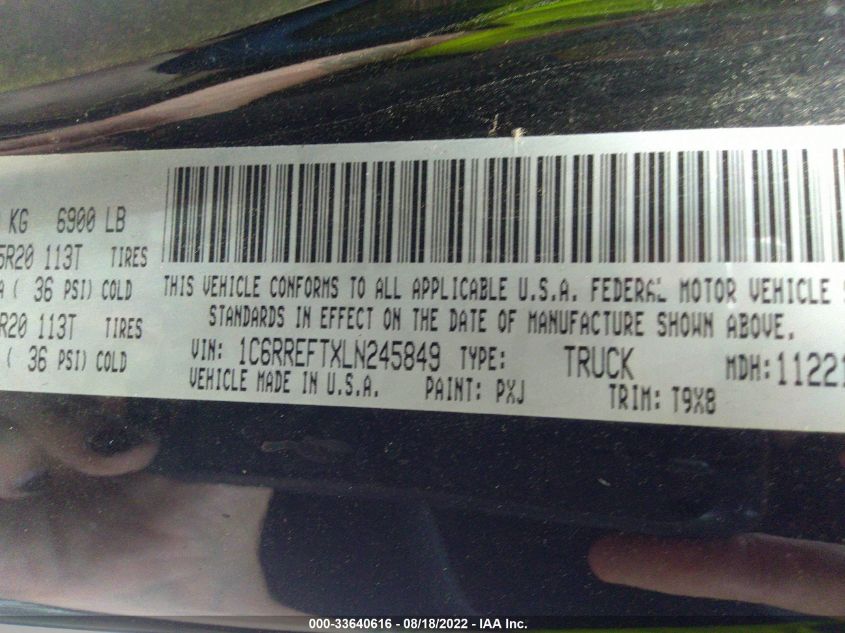 KG 6900 LB
5R20 113T TIRES
A ( 36 PSI) COLD
R20 113T TIRES
( 36 PSI) COLD
THIS VEHICLE CONFORMS TO ALL APPLICABLE U.S.A. FEDERAL MOTOR VEHICLE
STANDARDS IN EFFECT ON THE DATE OF MANUFACTURE SHOWN ABOVE.
VIN: 1C6RREFTXLN245849 TYPE: TRUCK MDH: 11221
VEHICLE MADE IN U.S.A. PAINT: PXJ TRIM: T9X8
000-33640616 - 08/18/2022 - IAA Inc.